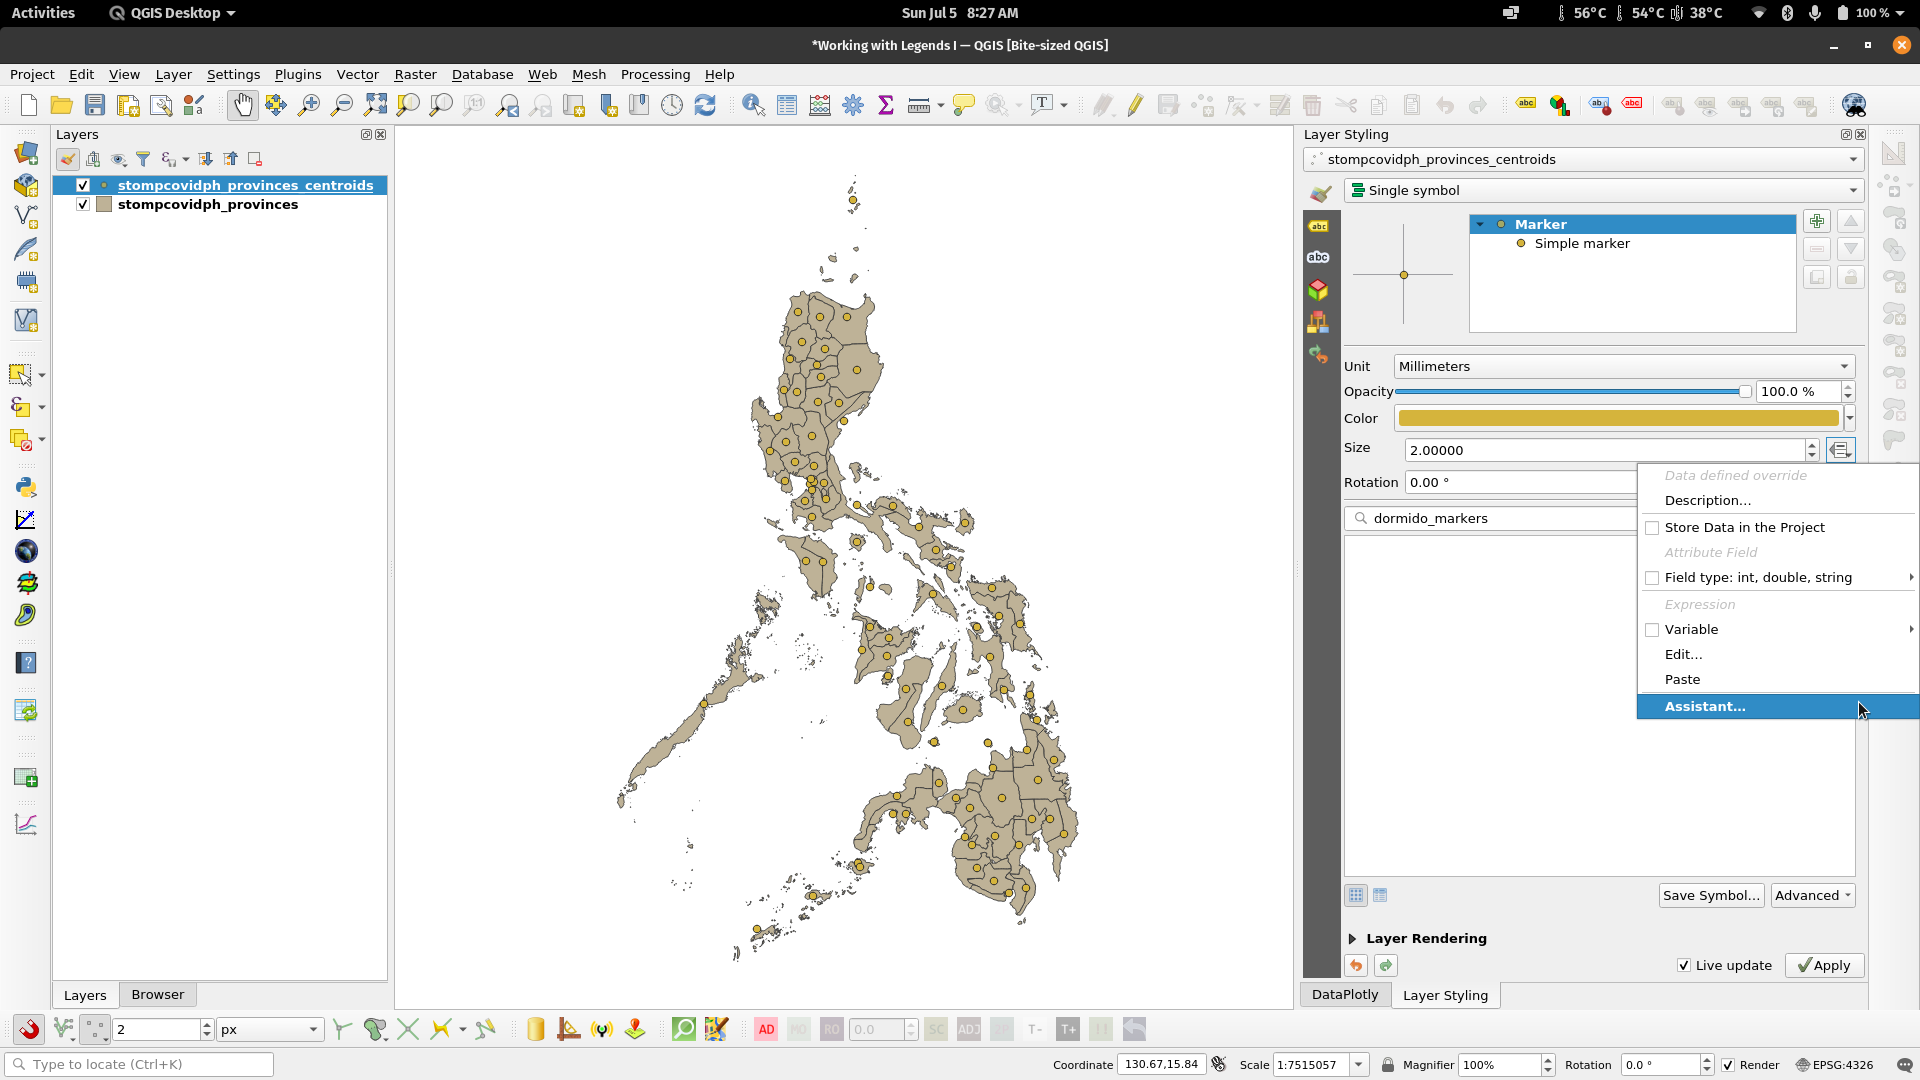 Activities
QGIS Desktop
Sun Jul 5 8:27 AM
56°C
54°C
38°C
100 %
*Working with Legends I — QGIS [Bite-sized QGIS]
Project Edit View Layer Settings Plugins Vector Raster Database Web Mesh Processing Help
Layers
stompcovidph_provinces_centroids
stompcovidph_provinces
Layers
Browser
Layer Styling
stompcovidph_provinces_centroids
Single symbol
Marker
Simple marker
Unit
Millimeters
Opacity
100.0 %
Color
Size
2.00000
Rotation
0.00 °
dormido_markers
Data defined override
Description...
Store Data in the Project
Attribute Field
Field type: int, double, string
Expression
Variable
Edit...
Paste
Assistant...
Save Symbol...
Advanced
Layer Rendering
Live update
Apply
DataPlotly
Layer Styling
2
px
AD
MO
RO
0.0
SC
ADJ
T-
T+
Type to locate (Ctrl+K)
Coordinate
130.67,15.84
Scale
1:7515057
Magnifier
100%
Rotation
0.0 °
Render
EPSG:4326